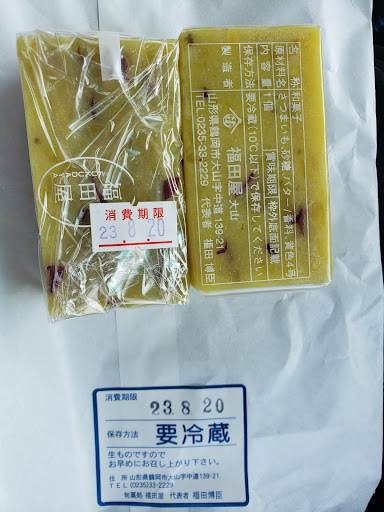 福田屋
消費期限
23.8.20
名　称 和菓子
原材料名 さつまいも、砂糖、バター、香料、黄色4号
内容量 1個 賞味期限 枠外底面記載
保存方法 要冷蔵(10℃以下)で保存してください
製造者 福田屋 大山
山形県鶴岡市大山字中道139-21
TEL.0235-33-2229 代表者 福田 博臣
消費期限
23.8.20
保存方法 要冷蔵
生ものですので
お早めにお召し上がり下さい。
住　所 山形県鶴岡市大山字中道139-21
TEL (0235)33-2229
旬菓処 福田屋 代表者 福田博臣